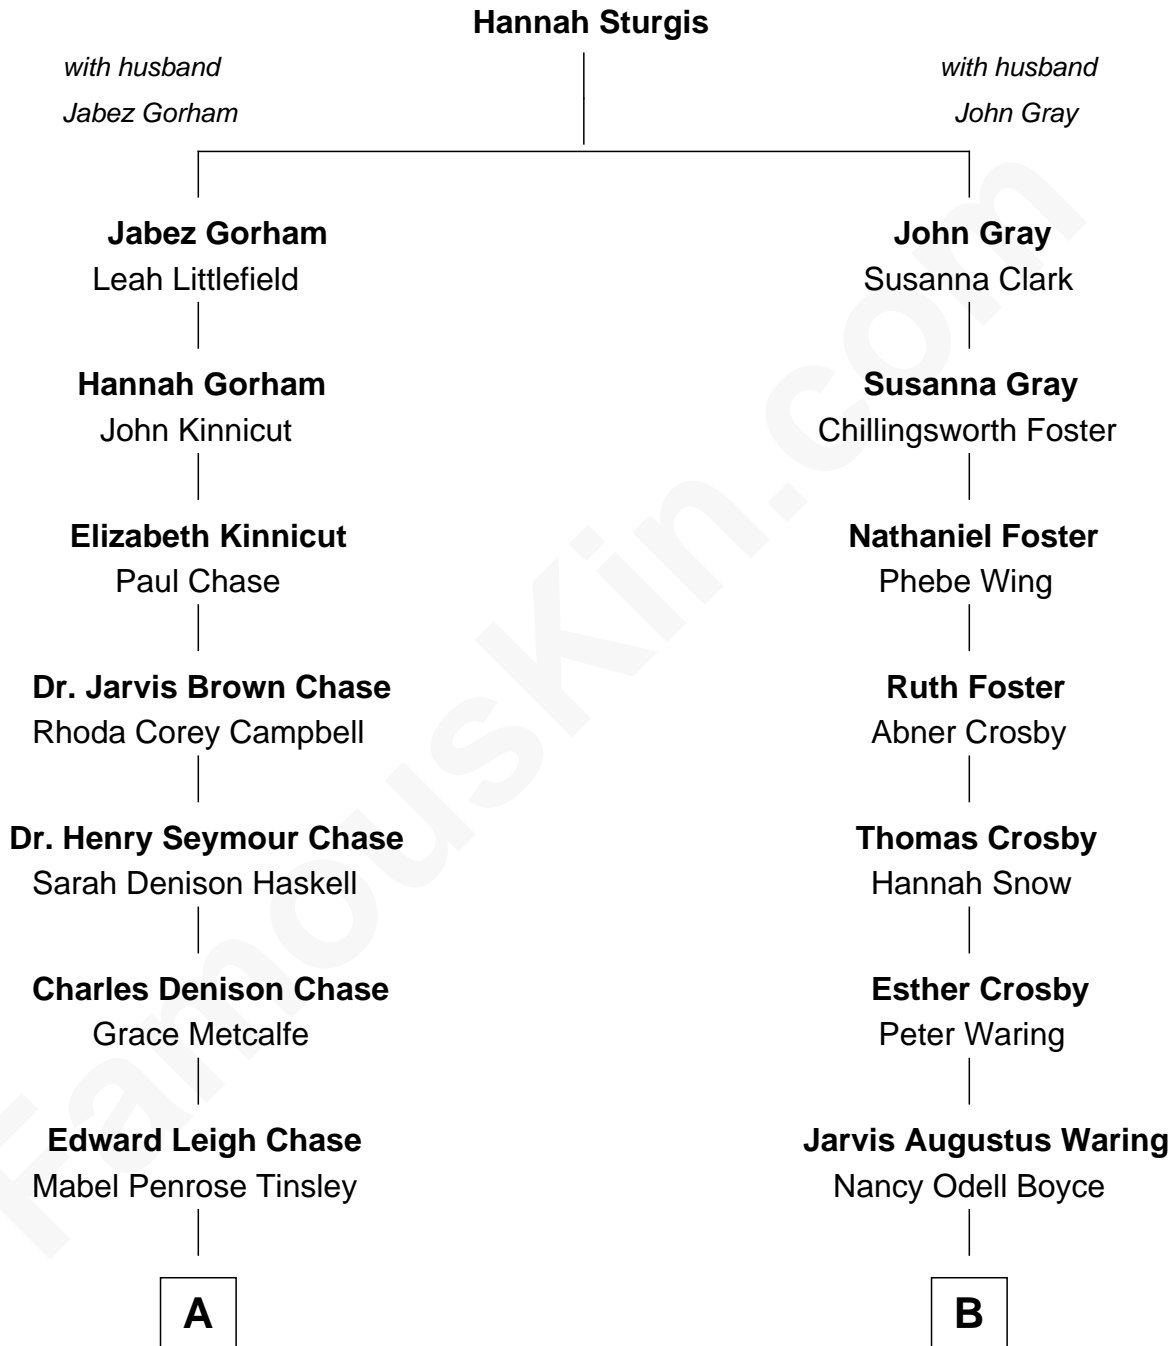 Hannah Sturgis
with husband
Jabez Gorham
with husband
John Gray
Jabez Gorham
Leah Littlefield
John Gray
Susanna Clark
Hannah Gorham
John Kinnicut
Susanna Gray
Chillingsworth Foster
Elizabeth Kinnicut
Paul Chase
Nathaniel Foster
Phebe Wing
Dr. Jarvis Brown Chase
Rhoda Corey Campbell
Ruth Foster
Abner Crosby
Dr. Henry Seymour Chase
Sarah Denison Haskell
Thomas Crosby
Hannah Snow
Charles Denison Chase
Grace Metcalfe
Esther Crosby
Peter Waring
Edward Leigh Chase
Mabel Penrose Tinsley
Jarvis Augustus Waring
Nancy Odell Boyce
A
B
FamousKin.com